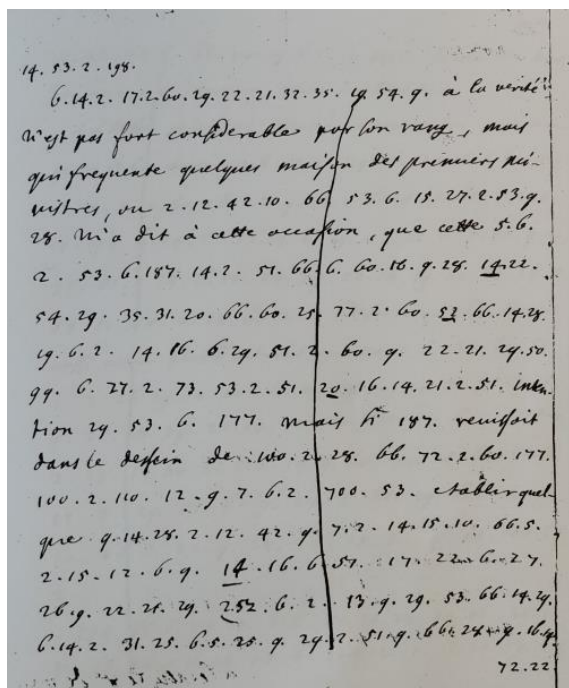 14. 53. 2. 198.
6. 14. 2. 17. 2. 60. 29. 22. 21. 32. 35. 19. 54. 9. à la verité
n'est pas fort considerable por son rang, mais
qui frequente quelques maison des premiers mi-
nistres, ou 2. 12. 42. 10. 66. 53. 6. 15. 27. 2. 53. 9.
28. m'a dit à cette occasion, que cette 5. 6.
2. 53. 6. 187. 14. 2. 51. 66. 6. 60. 16. 9. 28. 14. 22.
54. 29. 35. 31. 20. 66. 60. 25. 77. 2. 60. 52. 66. 14. 28.
19. 6. 2. 14. 16. 6. 29. 51. 2. 60. 9. 22. 21. 29. 50.
99. 6. 27. 2. 73. 53. 2. 51. 20. 16. 14. 21. 2. 51. inten-
tion 29. 53. 6. 177. mais si 187. reussoit
dans le dessein de 100. 2. 28. 66. 72. 2. 60. 177.
100. 2. 110. 12. 9. 7. 6. 2. 700. 53. etablir quel-
que 9. 14. 28. 2. 12. 42. 9. 7. 2. 14. 15. 10. 66. 5.
2. 15. 12. 6. 9. 14. 16. 6. 51. 17. 22. 6. 27.
26. 9. 22. 21. 29. 252. 6. 2. 13. 9. 29. 53. 66. 14. 29.
6. 14. 2. 31. 25. 6. 5. 25. 9. 29. 2. 51. 9. 66. 28. 9. 16.
72. 22